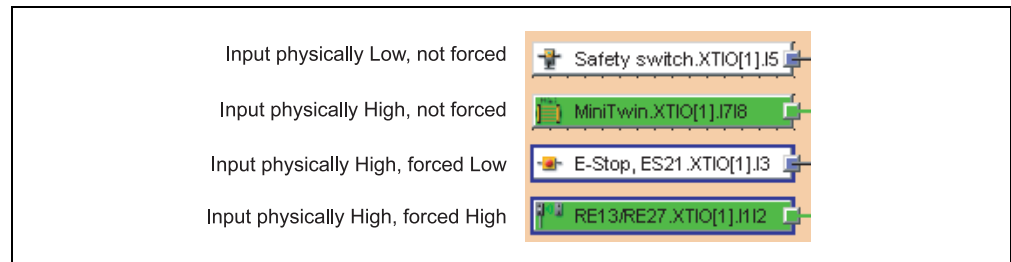 Input physically Low, not forced Safety switch.XTIO[1].I5
Input physically High, not forced MiniTwin.XTIO[1].I7I8
Input physically High, forced Low E-Stop, ES21.XTIO[1].I3
Input physically High, forced High RE13/RE27.XTIO[1].I1I2